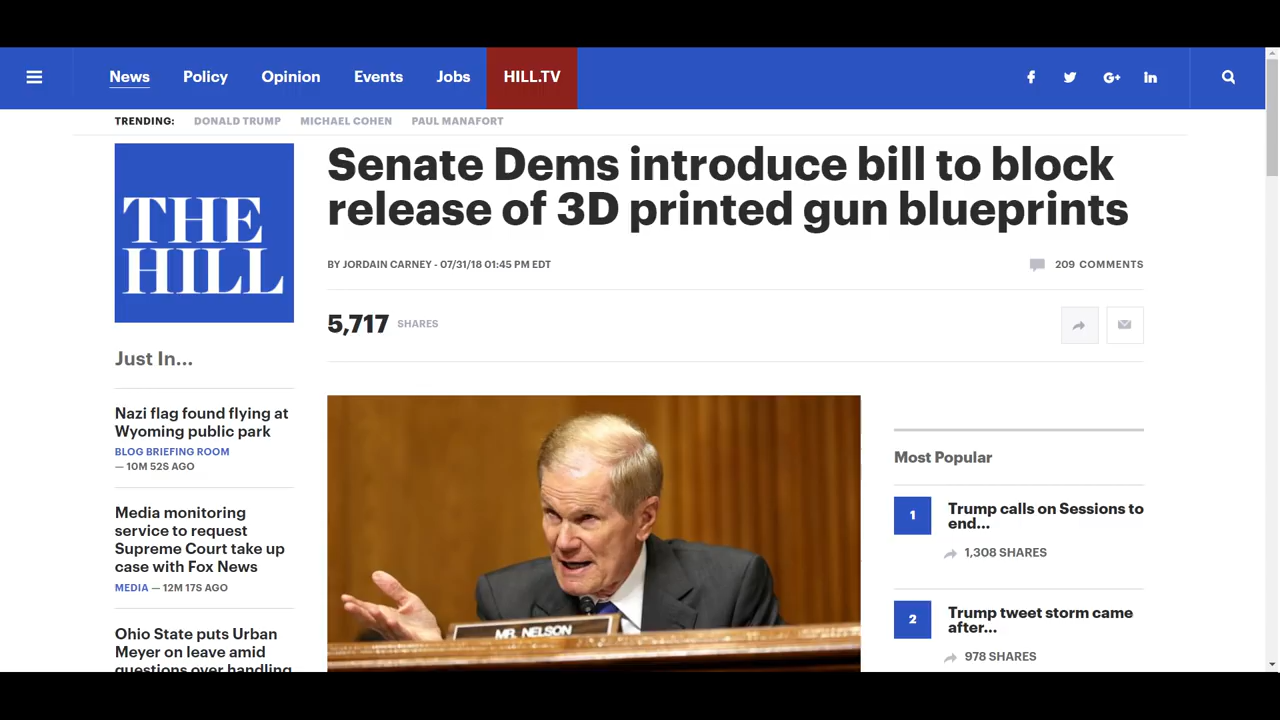 News Policy Opinion Events Jobs HILL.TV
TRENDING: DONALD TRUMP MICHAEL COHEN PAUL MANAFORT
THE
HILL
Senate Dems introduce bill to block
release of 3D printed gun blueprints
BY JORDAIN CARNEY - 07/31/18 01:45 PM EDT
209 COMMENTS
5,717 SHARES
Just In...
Nazi flag found flying at
Wyoming public park
BLOG BRIEFING ROOM
— 10M 52S AGO
Media monitoring
service to request
Supreme Court take up
case with Fox News
MEDIA — 12M 17S AGO
Ohio State puts Urban
Meyer on leave amid
questions over handling
MR. NELSON
Most Popular
1
Trump calls on Sessions to
end...
1,308 SHARES
2
Trump tweet storm came
after...
978 SHARES